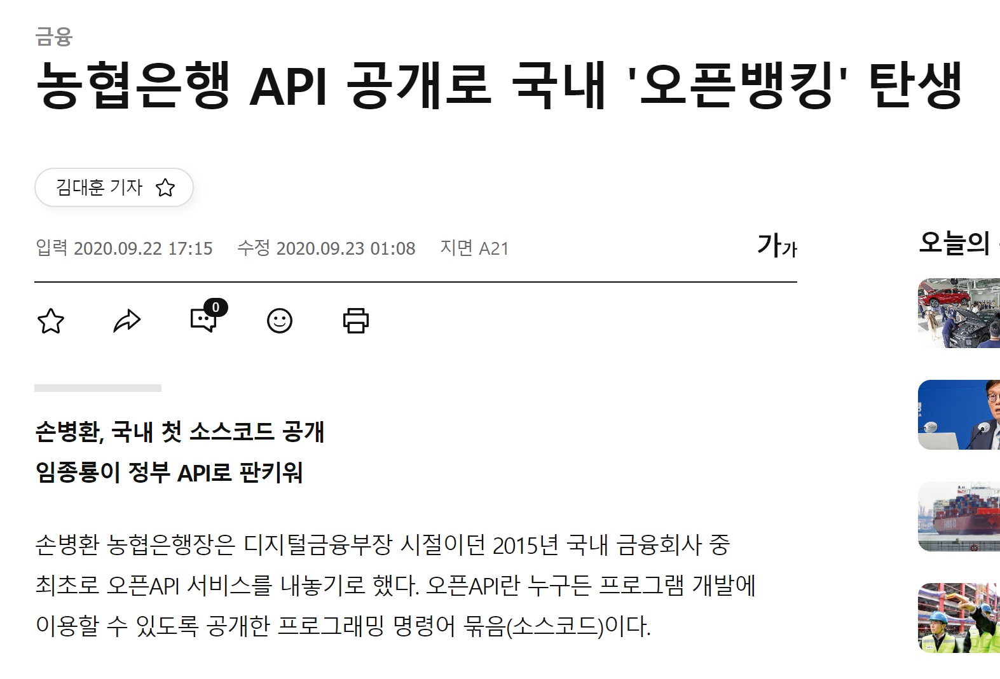 금융
농협은행 API 공개로 국내 '오픈뱅킹' 탄생
김대훈 기자
입력 2020.09.22 17:15 수정 2020.09.23 01:08 지면 A21
가가
오늘의
0
손병환, 국내 첫 소스코드 공개
임종룡이 정부 API로 판키워
손병환 농협은행장은 디지털금융부장 시절이던 2015년 국내 금융회사 중
최초로 오픈API 서비스를 내놓기로 했다. 오픈API란 누구든 프로그램 개발에
이용할 수 있도록 공개한 프로그래밍 명령어 묶음(소스코드)이다.